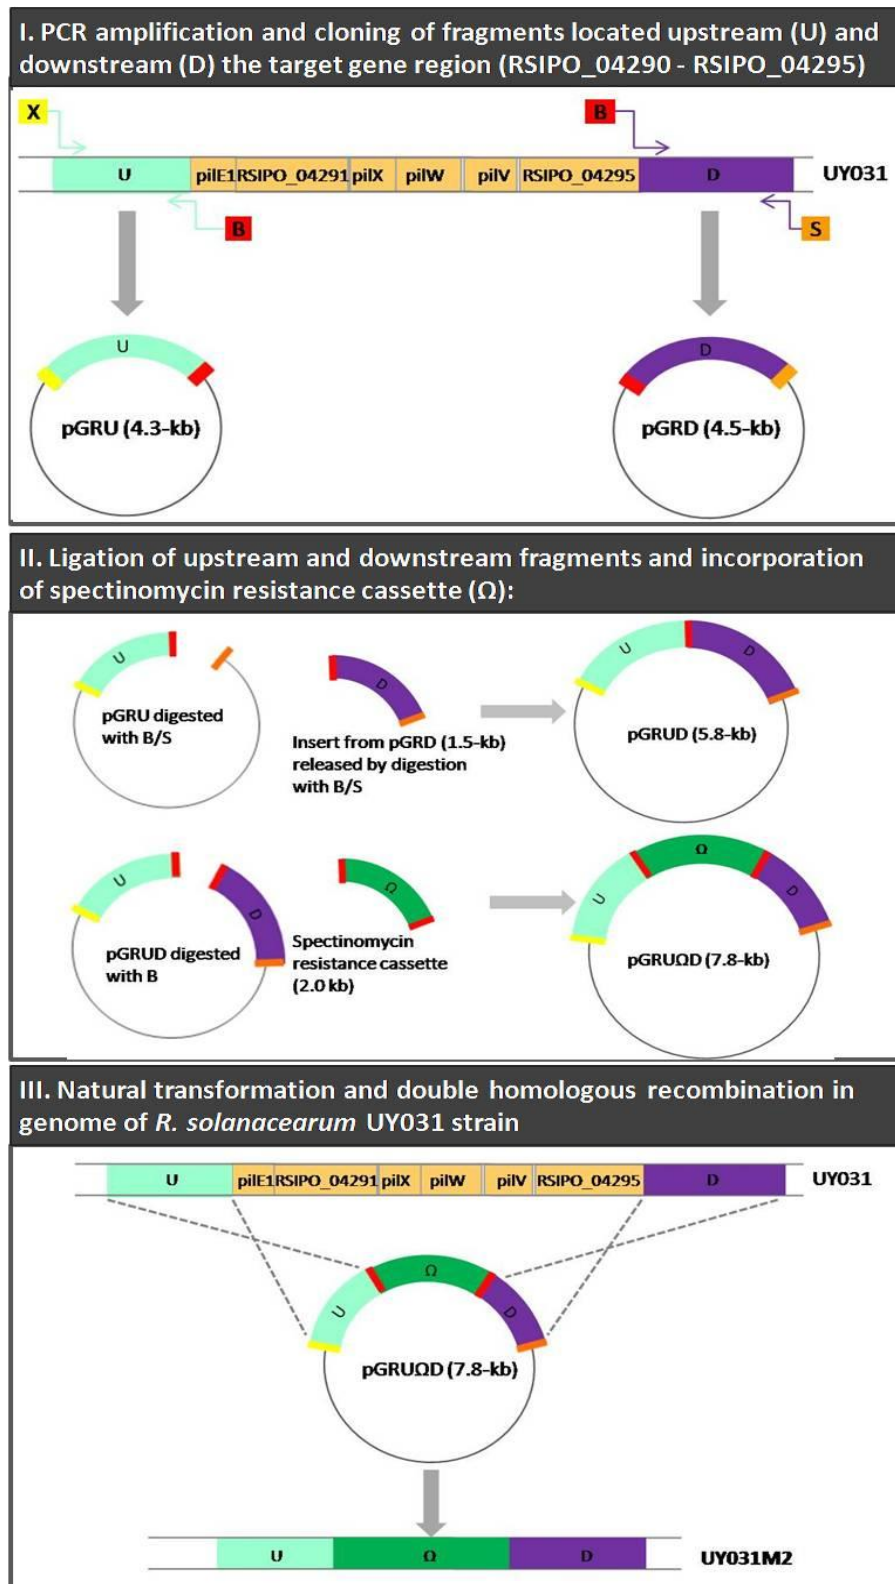 I. PCR amplification and cloning of fragments located upstream (U) and
downstream (D) the target gene region (RSIPO_04290 - RSIPO_04295)
X
B
U
pilE1
RSIPO_04291
pilX
pilW
pilV
RSIPO_04295
D
UY031
B
S
U
D
pGRU (4.3-kb)
pGRD (4.5-kb)
II. Ligation of upstream and downstream fragments and incorporation
of spectinomycin resistance cassette (Ω):
U
D
U
D
pGRU digested
with B/S
Insert from pGRD (1.5-kb)
released by digestion
with B/S
pGRUD (5.8-kb)
U
D
Ω
U
Ω
D
pGRUD digested
with B
Spectinomycin
resistance cassette
(2.0 kb)
pGRUΩD (7.8-kb)
III. Natural transformation and double homologous recombination in
genome of R. solanacearum UY031 strain
U
pilE1
RSIPO_04291
pilX
pilW
pilV
RSIPO_04295
D
UY031
U
Ω
D
pGRUΩD (7.8-kb)
U
Ω
D
UY031M2